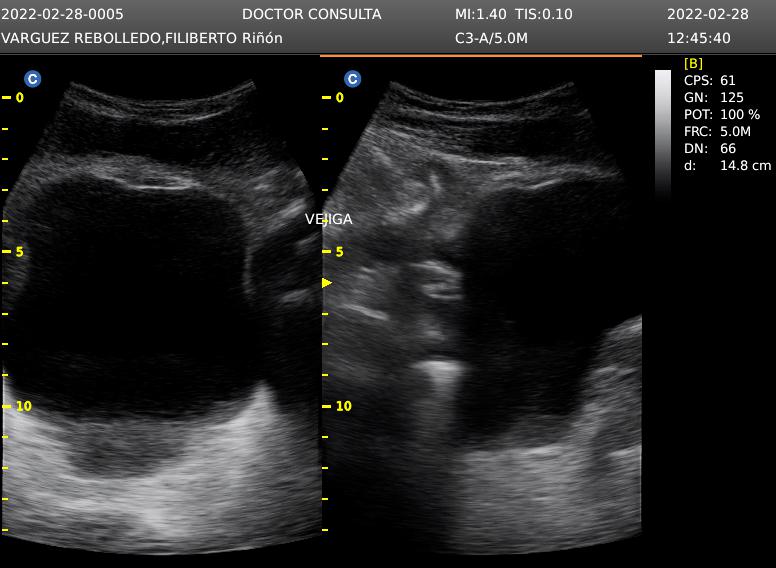 2022-02-28-0005 DOCTOR CONSULTA MI:1.40 TIS:0.10 2022-02-28
VARGUEZ REBOLLEDO,FILIBERTO Riñón C3-A/5.0M 12:45:40
[B]
CPS: 61
GN: 125
POT: 100 %
FRC: 5.0M
DN: 66
d: 14.8 cm
C
C
0
0
VEJIGA
5
5
10
10